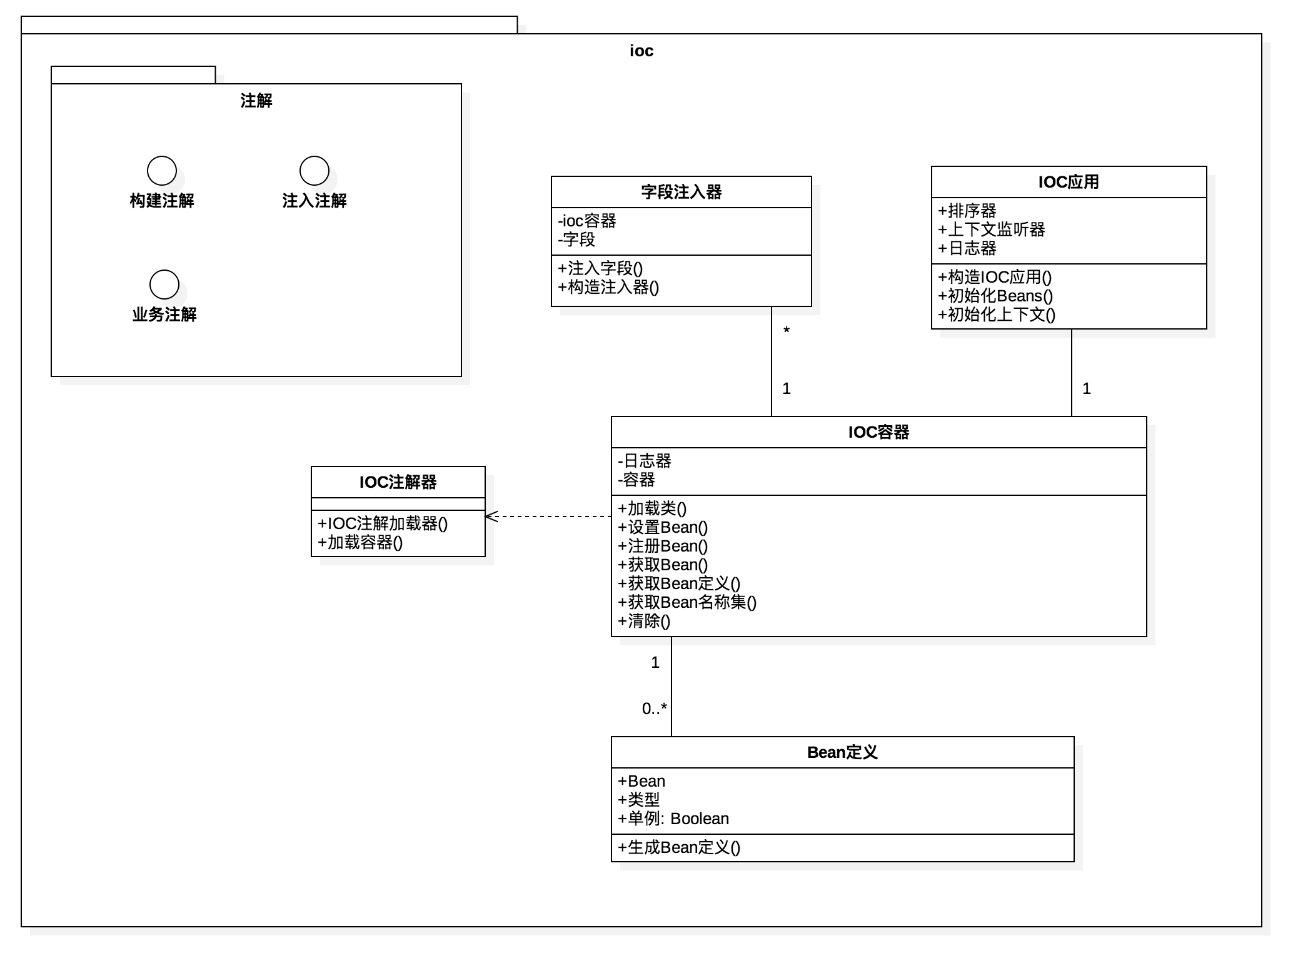 ioc
注解
构建注解
注入注解
业务注解
字段注入器
-ioc容器
-字段
+注入字段()
+构造注入器()
IOC应用
+排序器
+上下文监听器
+日志器
+构造IOC应用()
+初始化Beans()
+初始化上下文()
*
1
1
IOC容器
-日志器
-容器
+加载类()
+设置Bean()
+注册Bean()
+获取Bean()
+获取Bean定义()
+获取Bean名称集()
+清除()
IOC注解器
+IOC注解加载器()
+加载容器()
1
0..*
Bean定义
+Bean
+类型
+单例: Boolean
+生成Bean定义()